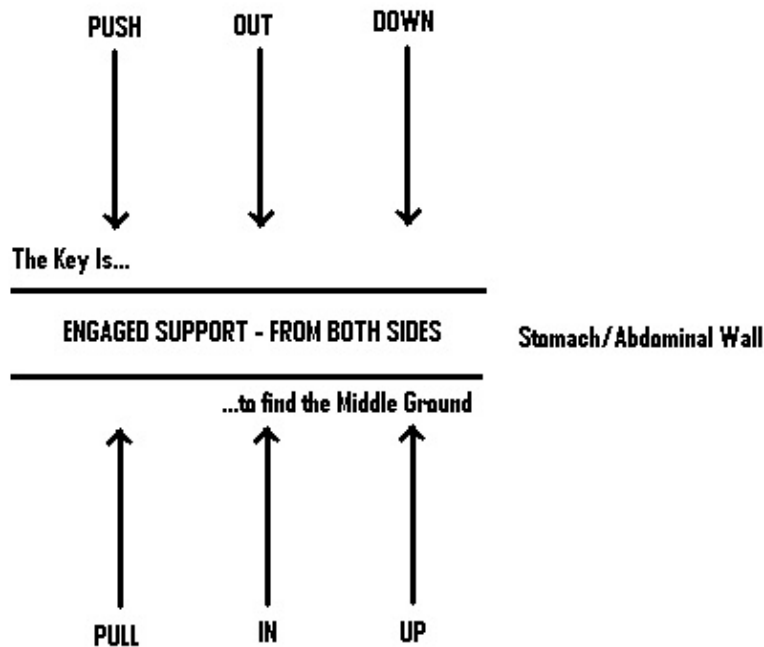 PUSH OUT DOWN
The Key Is...
ENGAGED SUPPORT - FROM BOTH SIDES
Stomach/Abdominal Wall
...to find the Middle Ground
PULL IN UP